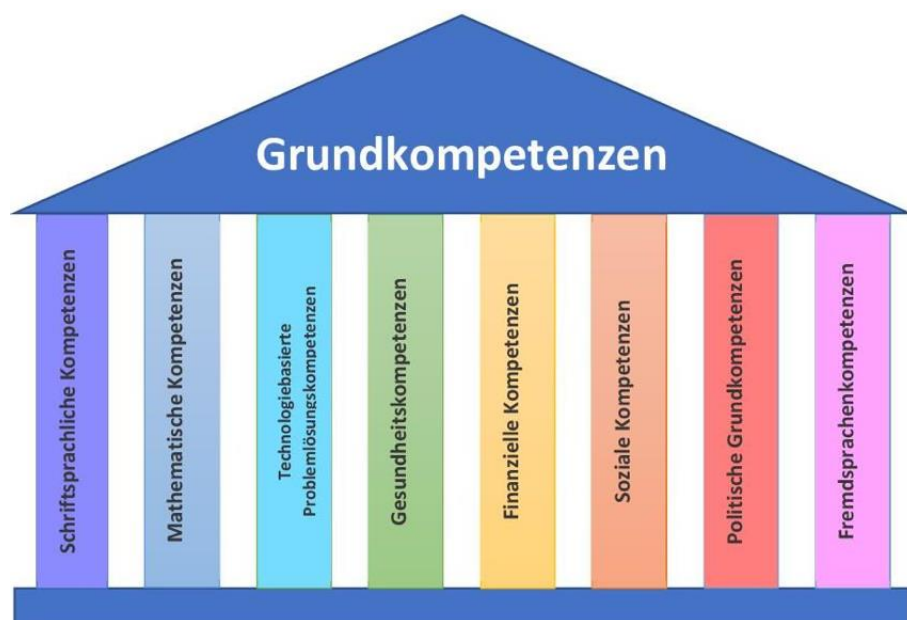 Grundkompetenzen
Schriftsprachliche Kompetenzen
Mathematische Kompetenzen
Technologiebasierte
Problemlösungskompetenzen
Gesundheitskompetenzen
Finanzielle Kompetenzen
Soziale Kompetenzen
Politische Grundkompetenzen
Fremdsprachenkompetenzen